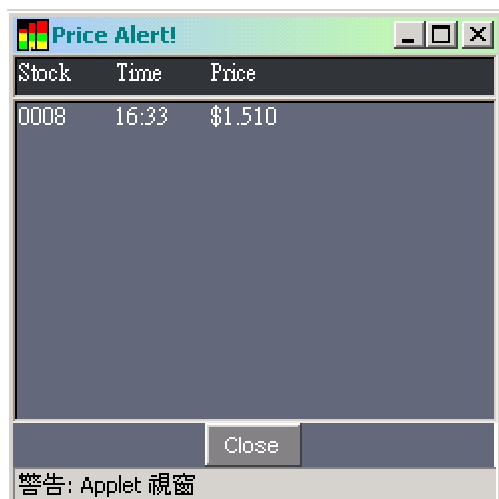 Price Alert!
Stock Time Price
0008 16:33 $1.510
Close
警告: Applet 視窗